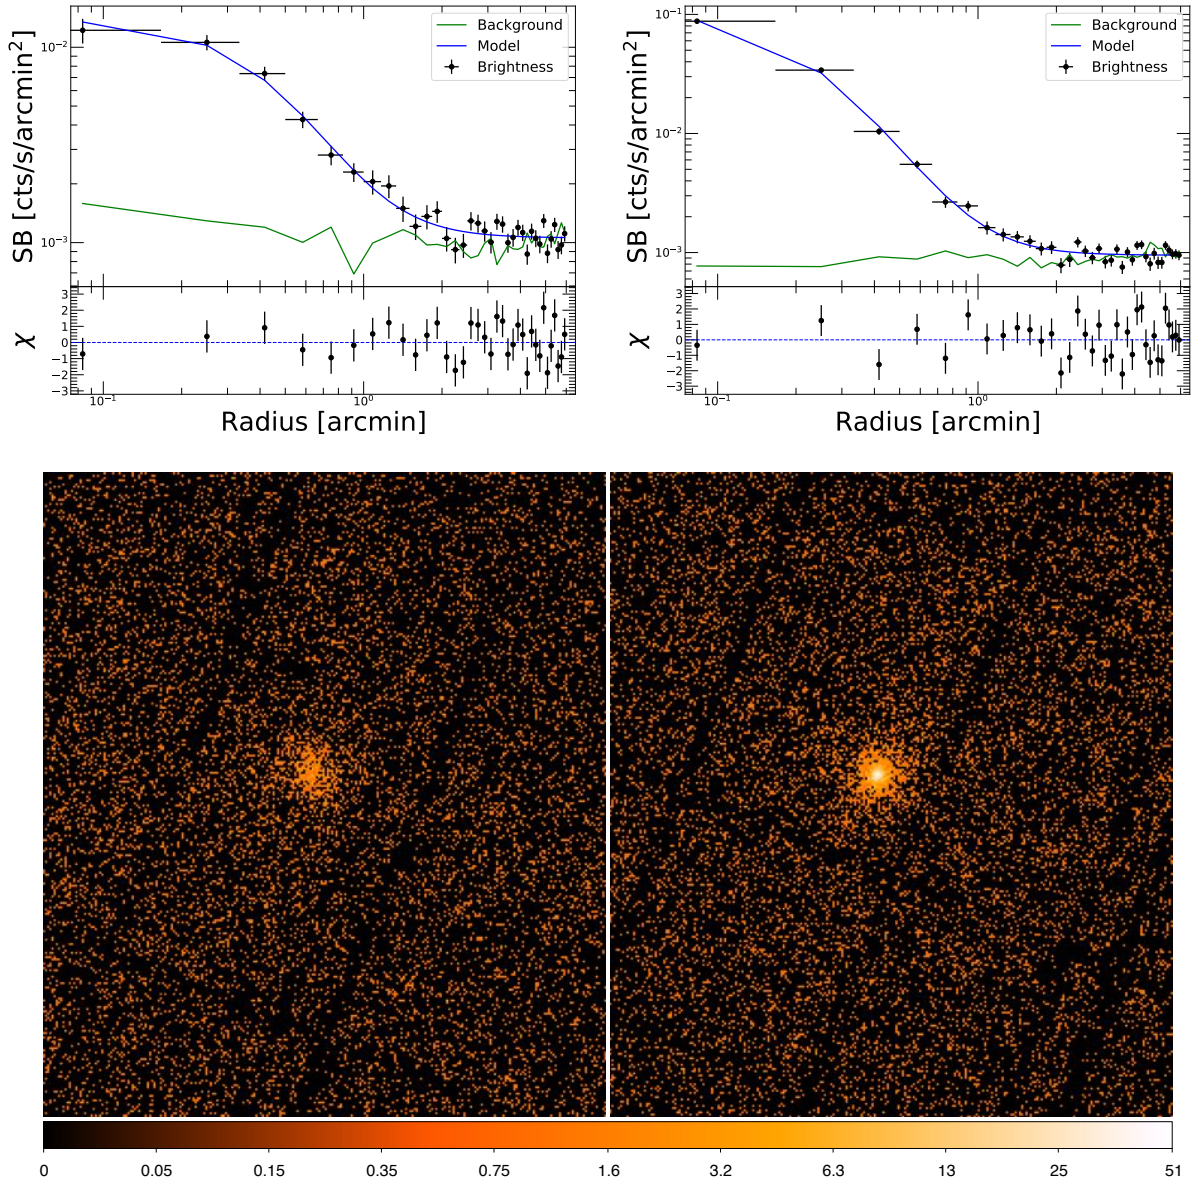 Background
Model
Brightness
SB [cts/s/arcmin²]
10⁻²
10⁻³
χ
3
2
1
0
−1
−2
−3
10⁻¹
10⁰
Radius [arcmin]
Background
Model
Brightness
SB [cts/s/arcmin²]
10⁻¹
10⁻²
10⁻³
χ
3
2
1
0
−1
−2
−3
10⁻¹
10⁰
Radius [arcmin]
0 0.05 0.15 0.35 0.75 1.6 3.2 6.3 13 25 51